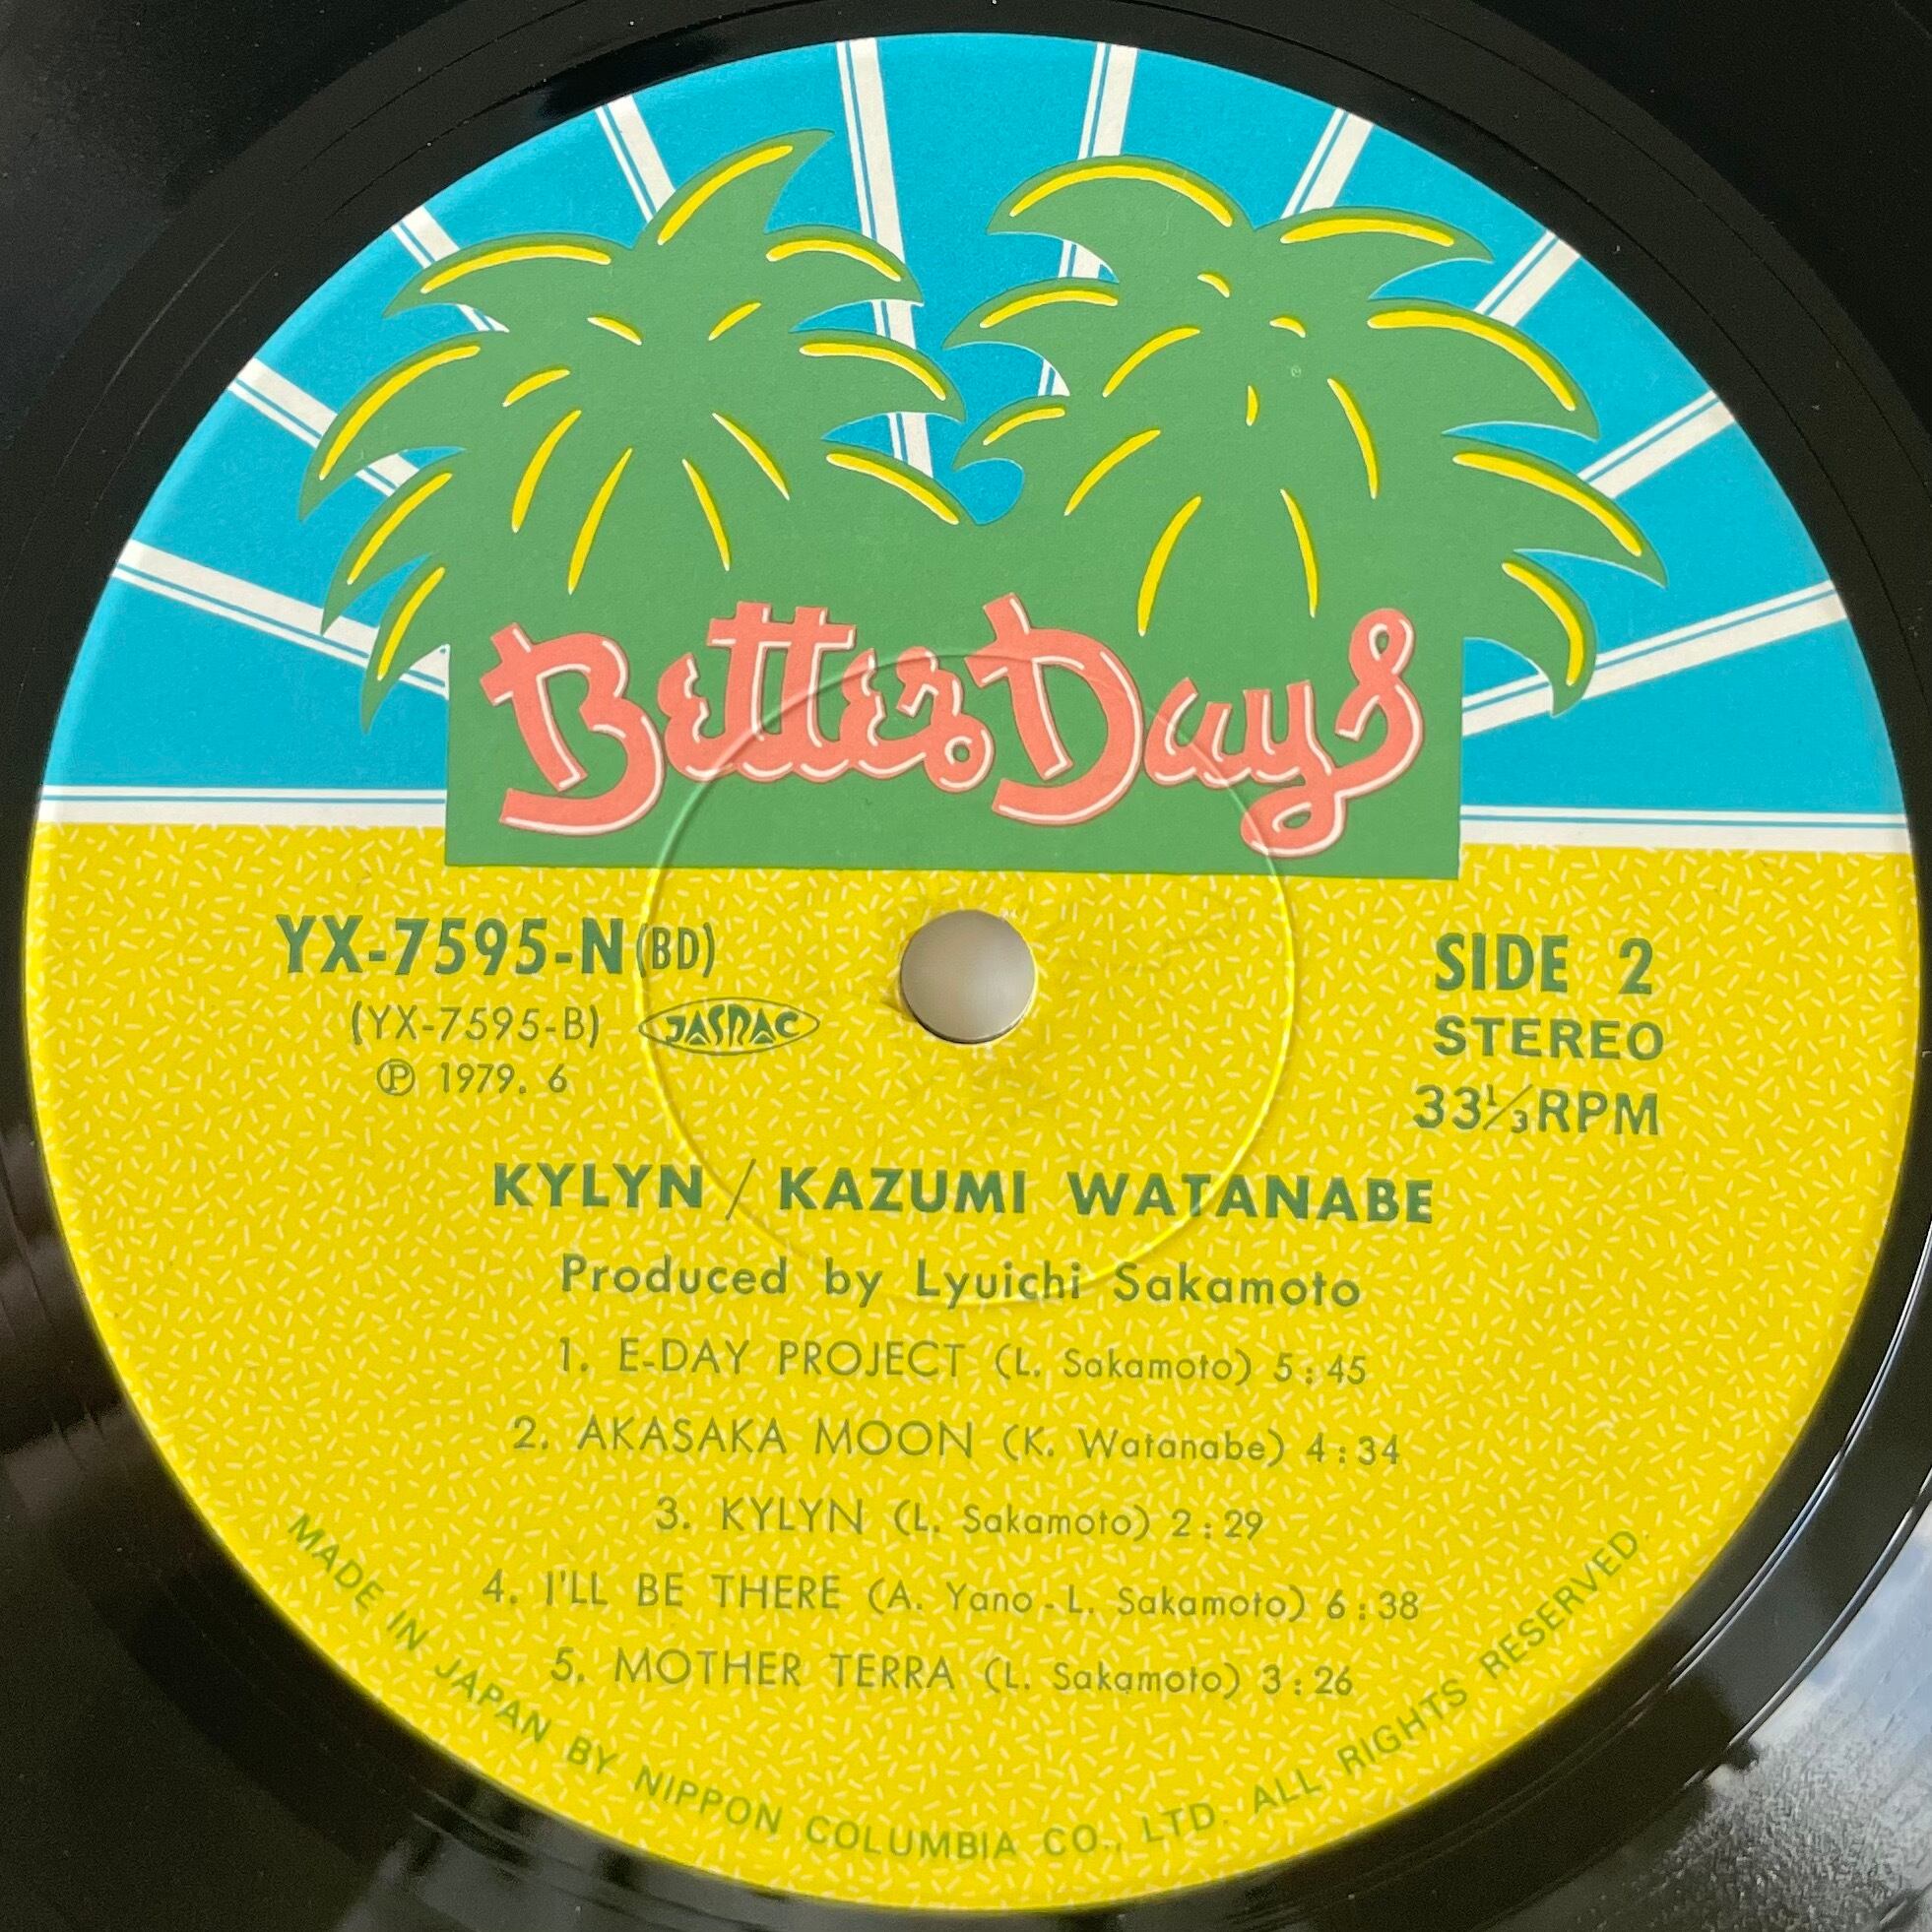 Better Days
YX-7595-N(BD)
(YX-7595-B) JASRAC
℗ 1979. 6
SIDE 2
STEREO
33⅓RPM
KYLYN / KAZUMI WATANABE
Produced by Lyuichi Sakamoto
1. E-DAY PROJECT (L. Sakamoto) 5:45
2. AKASAKA MOON (K. Watanabe) 4:34
3. KYLYN (L. Sakamoto) 2:29
4. I'LL BE THERE (A. Yano - L. Sakamoto) 6:38
5. MOTHER TERRA (L. Sakamoto) 3:26
MADE IN JAPAN BY NIPPON COLUMBIA CO., LTD. ALL RIGHTS RESERVED.